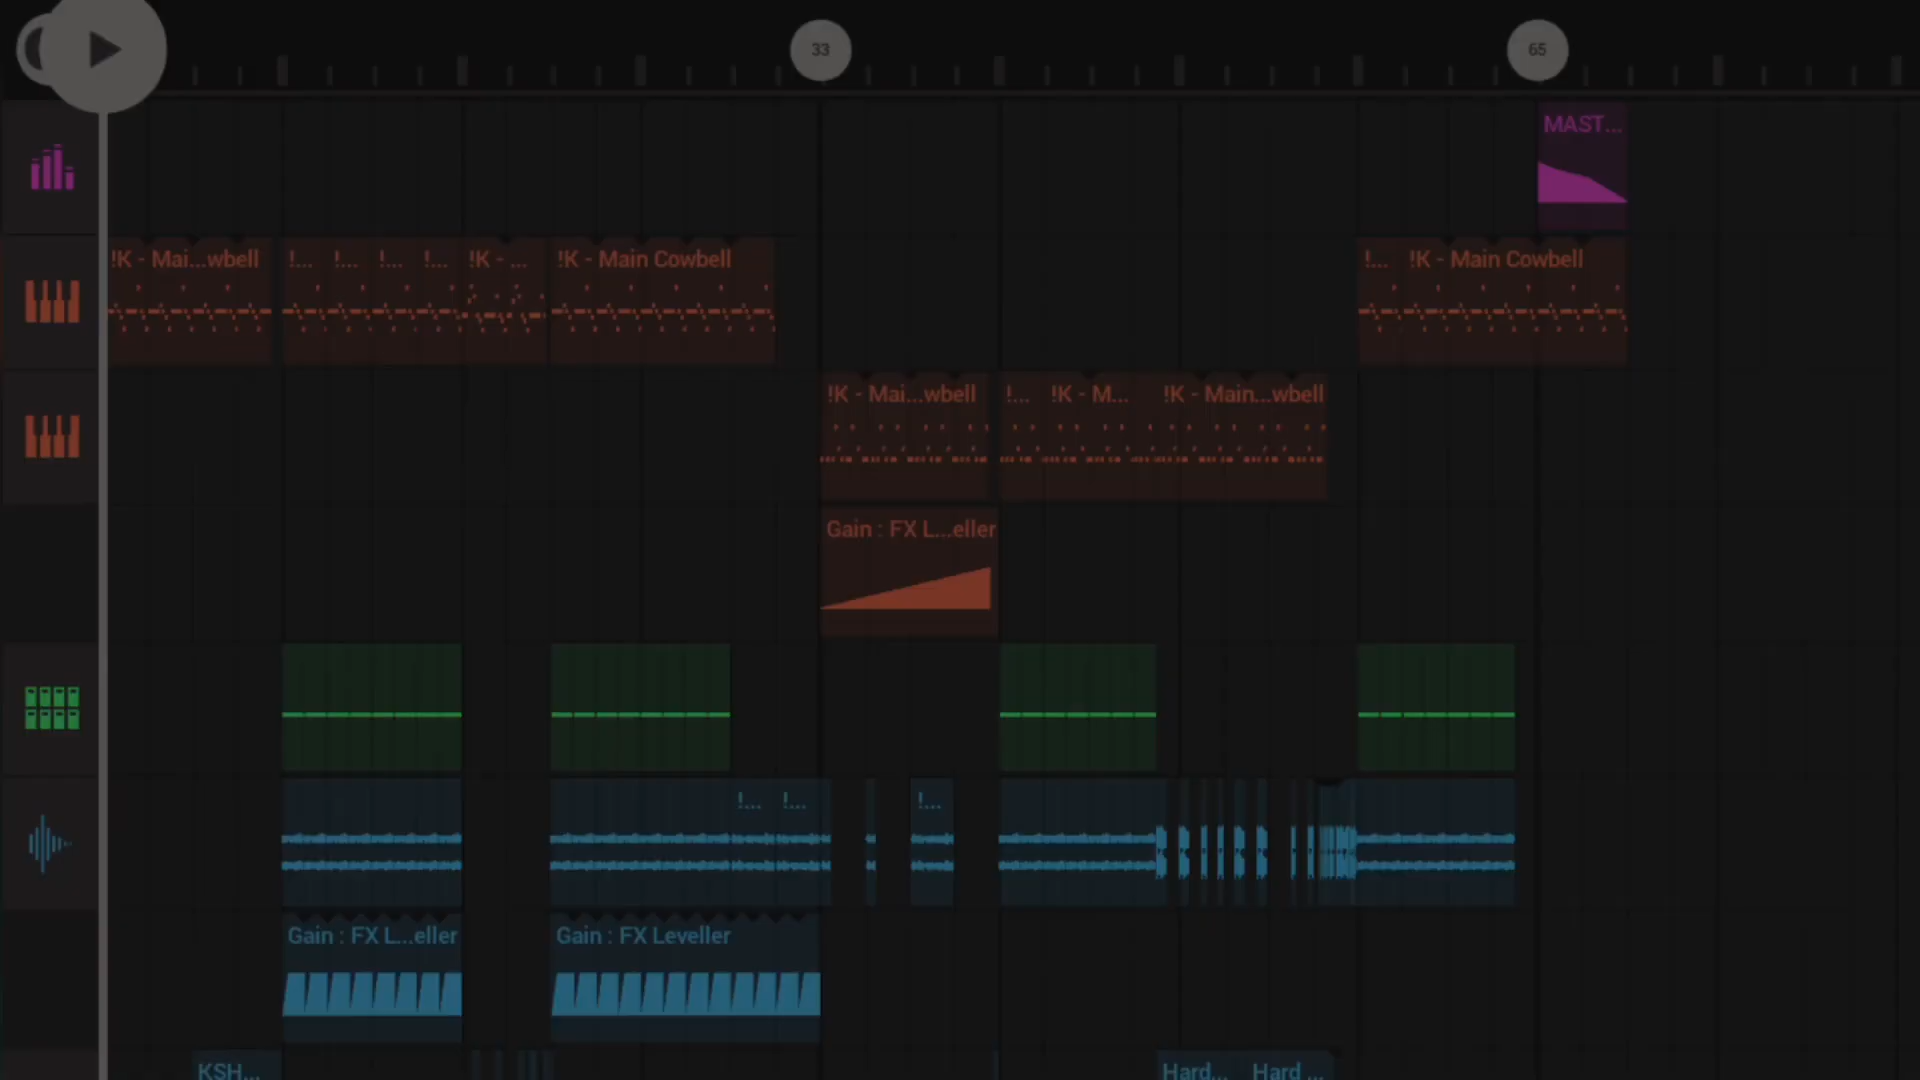 33 65
MAST...
!K - Mai...wbell !... !... !... !... !K - ... !K - Main Cowbell !... !K - Main Cowbell
!K - Mai...wbell !... !K - M... !K - Main...wbell
Gain : FX L...eller
!... !... !...
Gain : FX L...eller Gain : FX Leveller
KSH... Hard... Hard ...